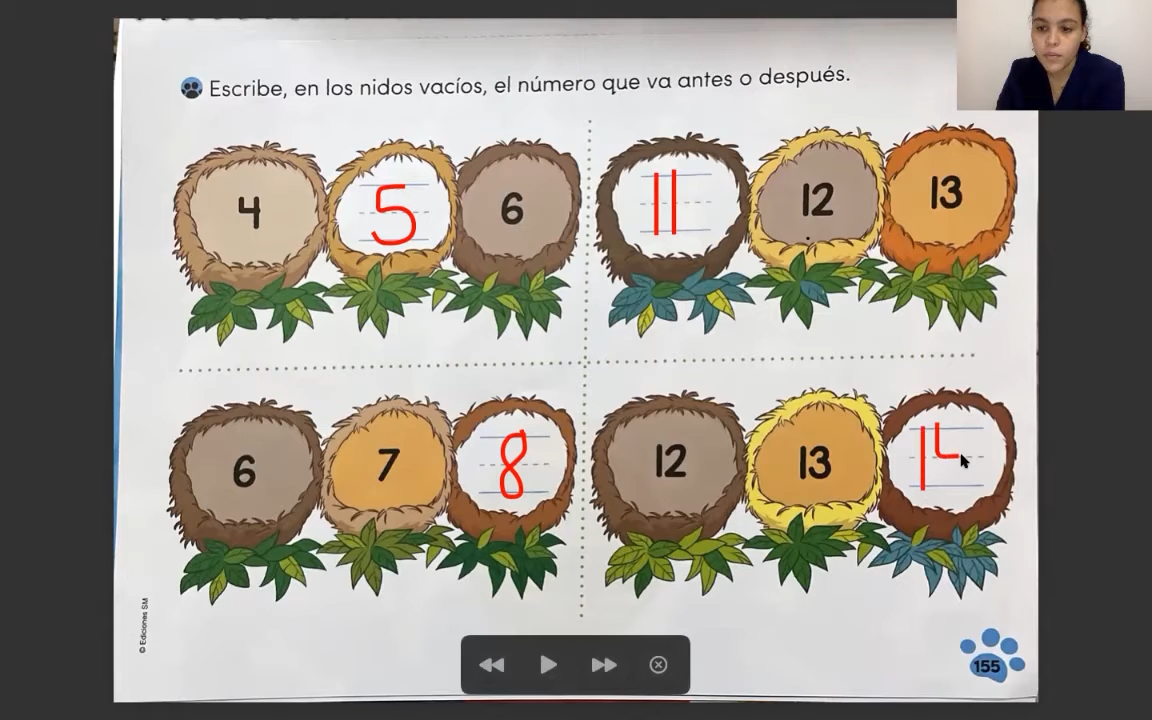 Escribe, en los nidos vacíos, el número que va antes o después.
4 5 6 11 12 13
6 7 8 12 13 14
© Ediciones SM
155